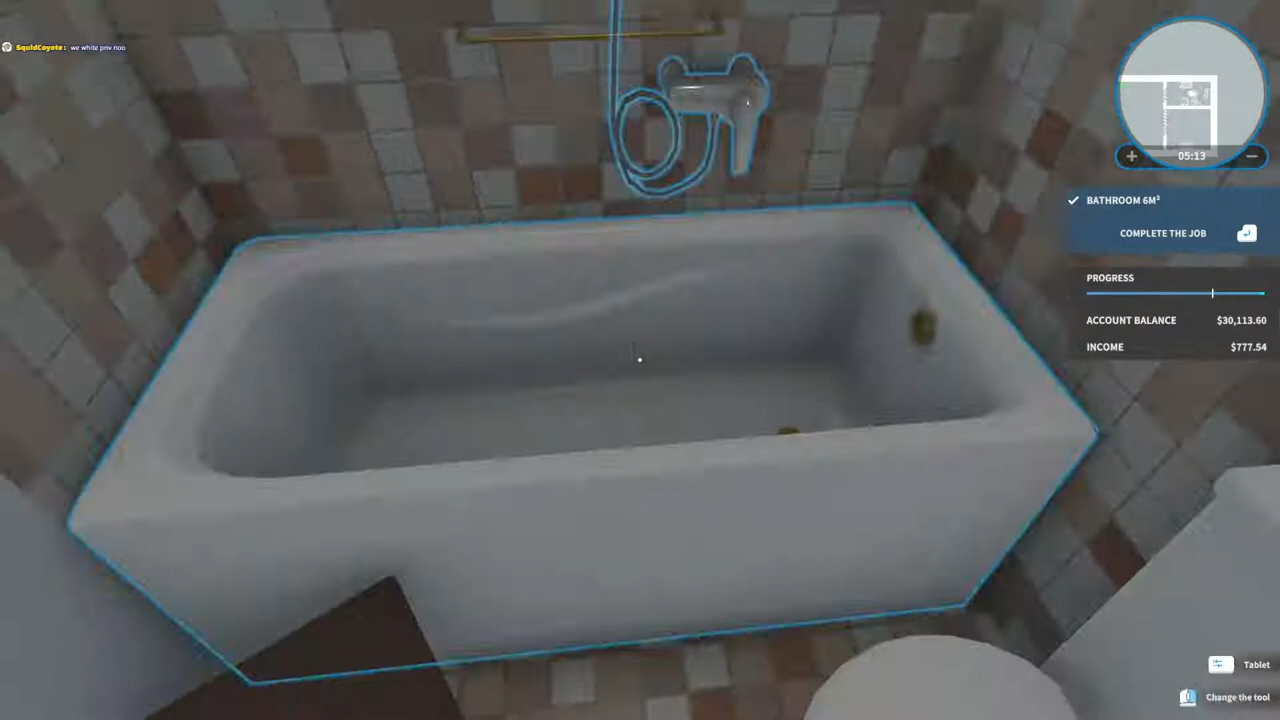 SquidCoyote: we white priv noo
05:13
BATHROOM 6M²
COMPLETE THE JOB
PROGRESS
ACCOUNT BALANCE $30,113.60
INCOME $777.54
Tablet
Change the tool